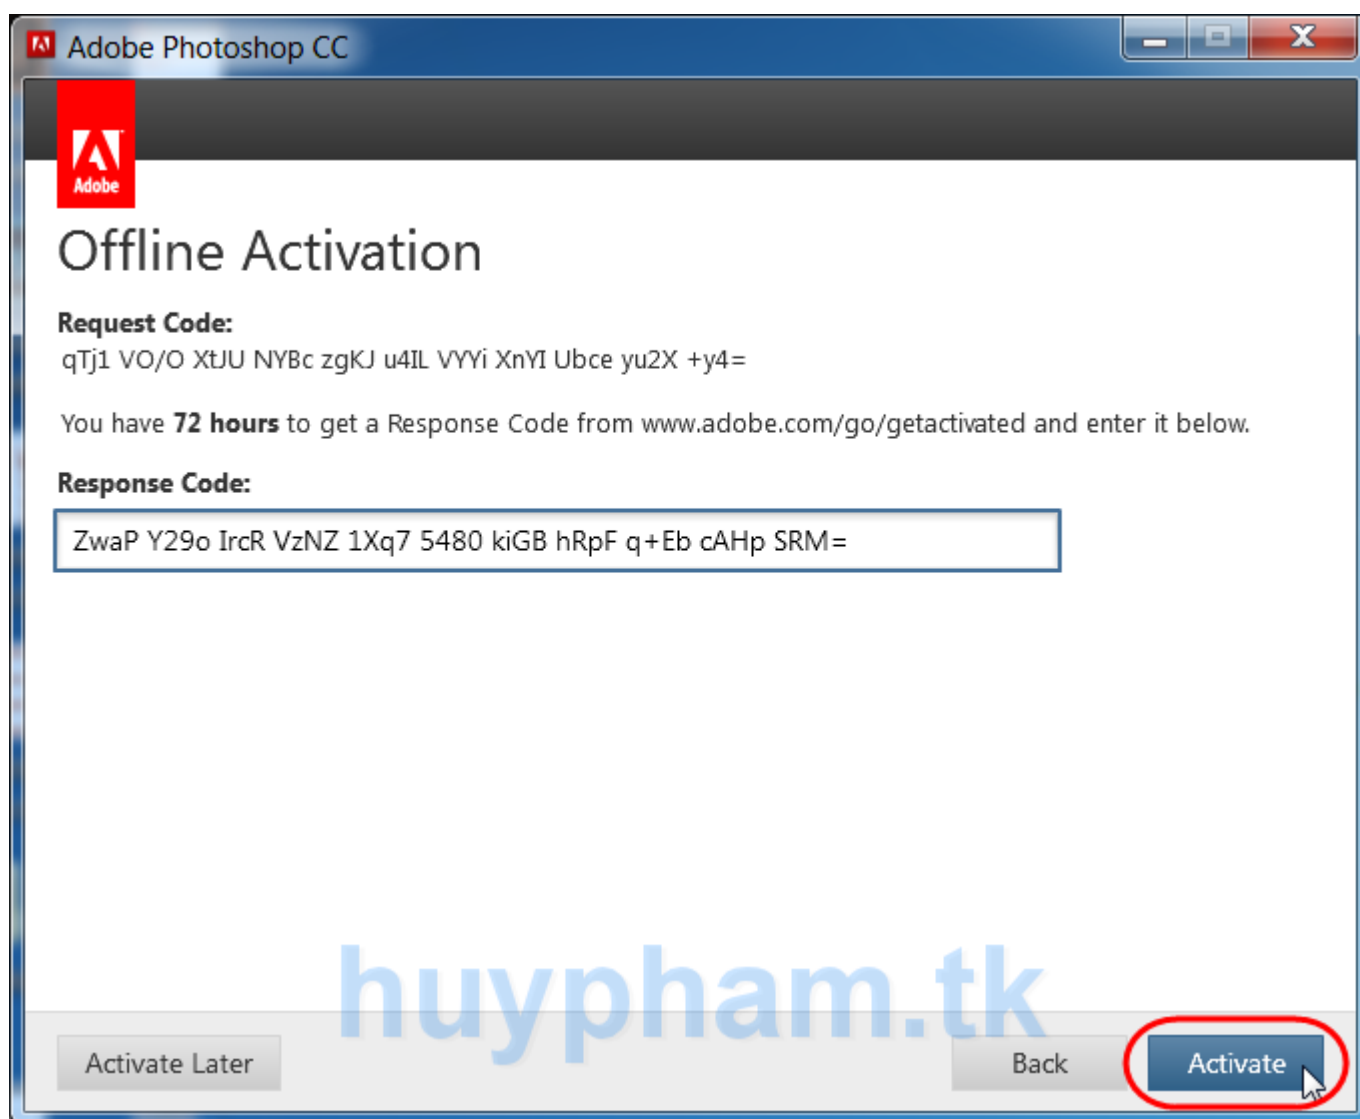 Adobe Photoshop CC
Adobe
Offline Activation
Request Code:
qTj1 VO/O XtJU NYBc zgKJ u4IL VYYi XnYI Ubce yu2X +y4=
You have 72 hours to get a Response Code from www.adobe.com/go/getactivated and enter it below.
Response Code:
ZwaP Y29o IrcR VzNZ 1Xq7 5480 kiGB hRpF q+Eb cAHp SRM=
huypham.tk
Activate Later
Back
Activate